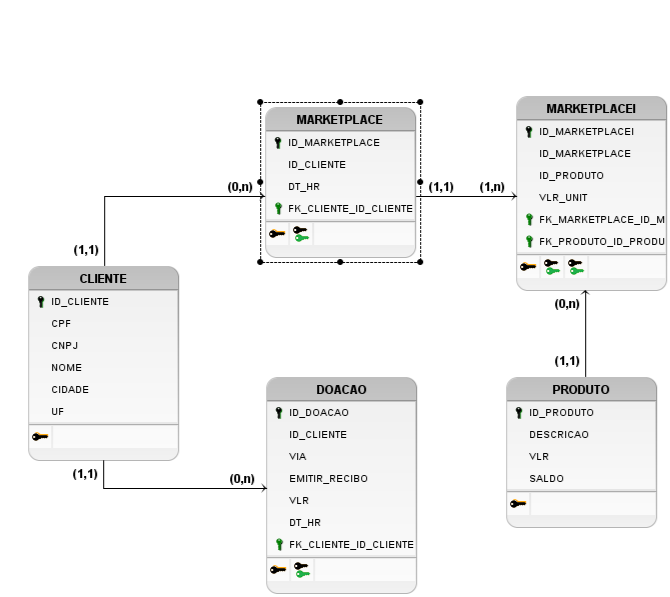 MARKETPLACE
ID_MARKETPLACE
ID_CLIENTE
DT_HR
FK_CLIENTE_ID_CLIENTE
MARKETPLACEI
ID_MARKETPLACEI
ID_MARKETPLACE
ID_PRODUTO
VLR_UNIT
FK_MARKETPLACE_ID_M
FK_PRODUTO_ID_PRODU
(0,n)
(1,1)
(1,n)
(1,1)
CLIENTE
ID_CLIENTE
CPF
CNPJ
NOME
CIDADE
UF
(1,1)
(0,n)
DOACAO
ID_DOACAO
ID_CLIENTE
VIA
EMITIR_RECIBO
VLR
DT_HR
FK_CLIENTE_ID_CLIENTE
(0,n)
(1,1)
PRODUTO
ID_PRODUTO
DESCRICAO
VLR
SALDO